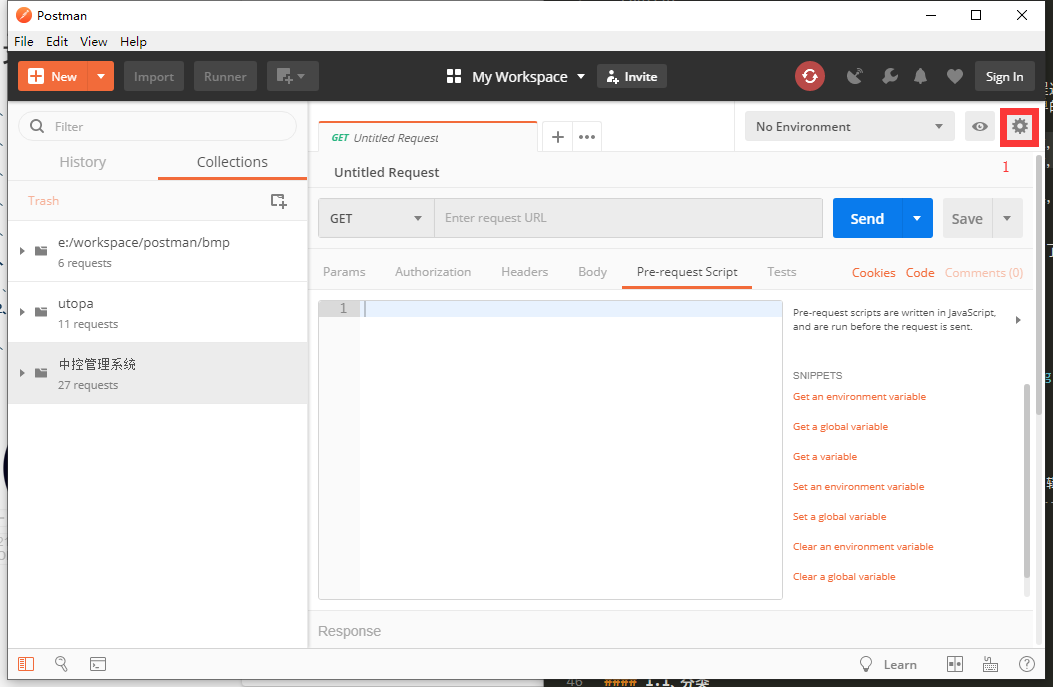 Postman
File Edit View Help
New Import Runner My Workspace Invite Sign In
Filter
History Collections
Trash
e:/workspace/postman/bmp
6 requests
utopa
11 requests
中控管理系统
27 requests
GET Untitled Request
No Environment
1
Untitled Request
GET Enter request URL Send Save
Params Authorization Headers Body Pre-request Script Tests Cookies Code Comments (0)
1
Pre-request scripts are written in JavaScript,
and are run before the request is sent.
SNIPPETS
Get an environment variable
Get a global variable
Get a variable
Set an environment variable
Set a global variable
Clear an environment variable
Clear a global variable
Response
Learn
46 #### 1.1、分类